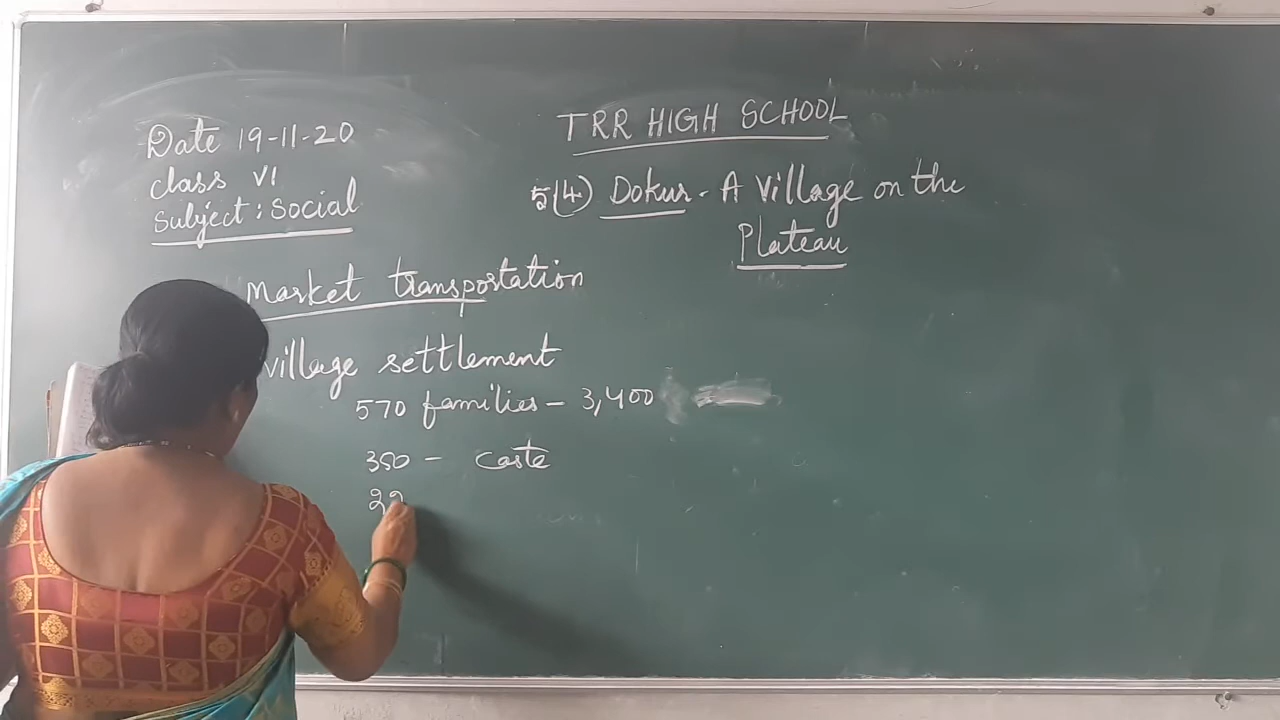 Date 19-11-20
class VI
Subject: Social
TRR HIGH SCHOOL
5(4) Dokur - A Village on the
Plateau
Market transportation
village settlement
570 families - 3,400
350 - caste
22